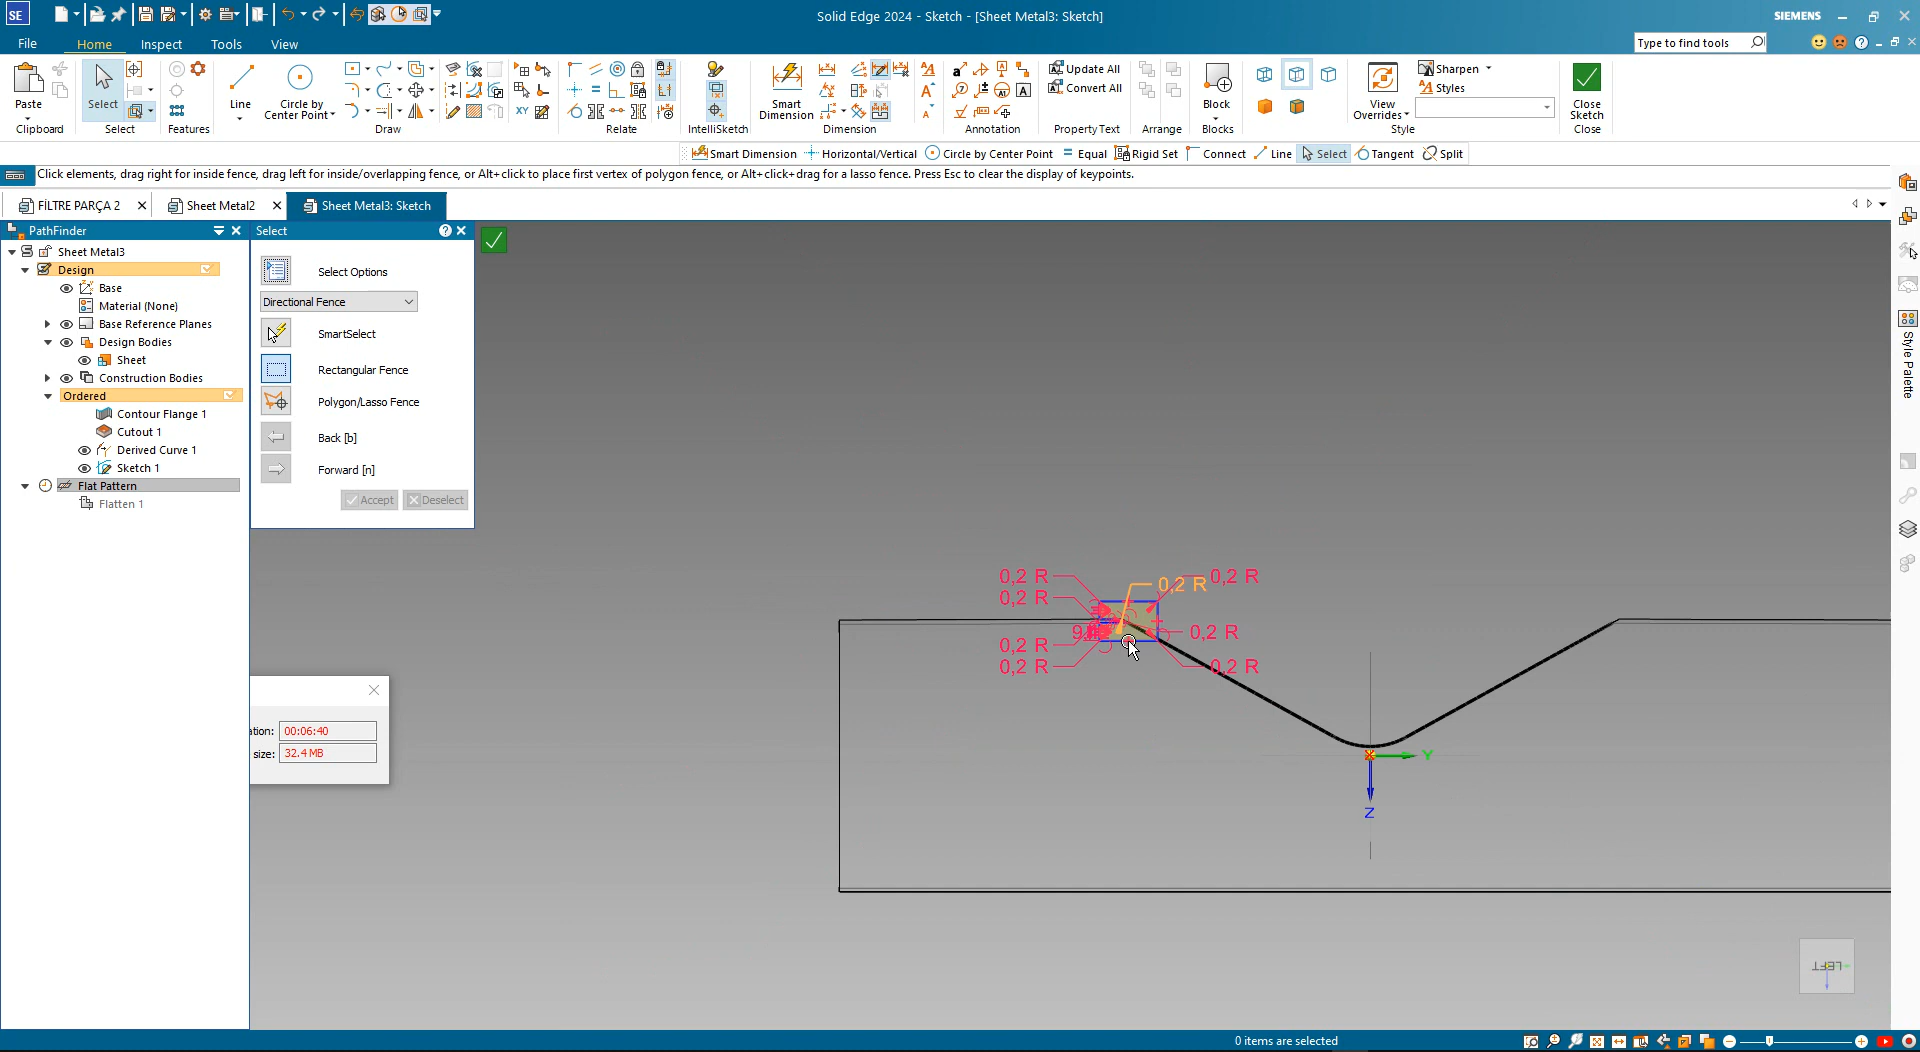 SE
Solid Edge 2024 - Sketch - [Sheet Metal3: Sketch]
SIEMENS
File
Home
Inspect
Tools
View
Type to find tools
Paste
Clipboard
Select
Select
Features
Line
Circle by
Center Point
Draw
Relate
IntelliSketch
Smart
Dimension
Dimension
Annotation
Update All
Convert All
PropertyText
Arrange
Block
Blocks
View
Overrides
Sharpen
Styles
Style
Close
Sketch
Close
Smart Dimension
Horizontal/Vertical
Circle by Center Point
Equal
Rigid Set
Connect
Line
Select
Tangent
Split
Click elements, drag right for inside fence, drag left for inside/overlapping fence, or Alt+click to place first vertex of polygon fence, or Alt+click+drag for a lasso fence. Press Esc to clear the display of keypoints.
FİLTRE PARÇA 2
Sheet Metal2
Sheet Metal3: Sketch
PathFinder
Sheet Metal3
Design
Base
Material (None)
Base Reference Planes
Design Bodies
Sheet
Construction Bodies
Ordered
Contour Flange 1
Cutout 1
Derived Curve 1
Sketch 1
Flat Pattern
Flatten 1
Select
Select Options
Directional Fence
SmartSelect
Rectangular Fence
Polygon/Lasso Fence
Back [b]
Forward [n]
Accept
Deselect
ation: 00:06:40
size: 32.4 MB
0,2 R
0,2 R
0,2 R
0,2 R
0,2 R
0,2 R
0,2 R
0,2 R
Y
Z
LEFT
Style Palette
0 items are selected